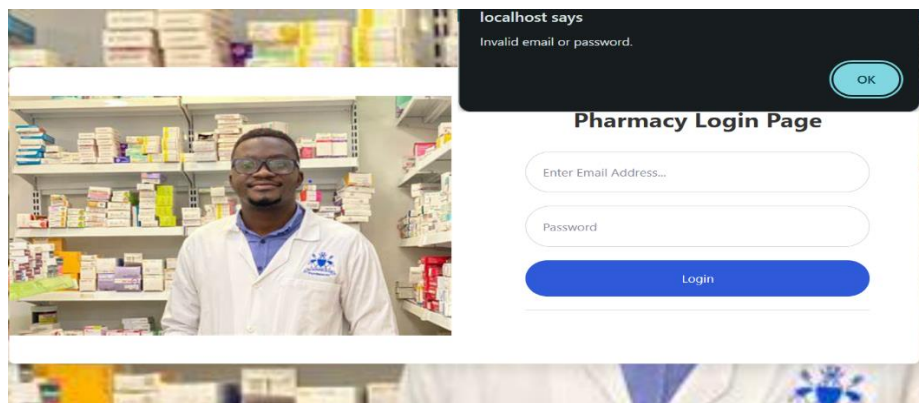 localhost says
Invalid email or password.
OK
Pharmacy Login Page
Enter Email Address...
Password
Login